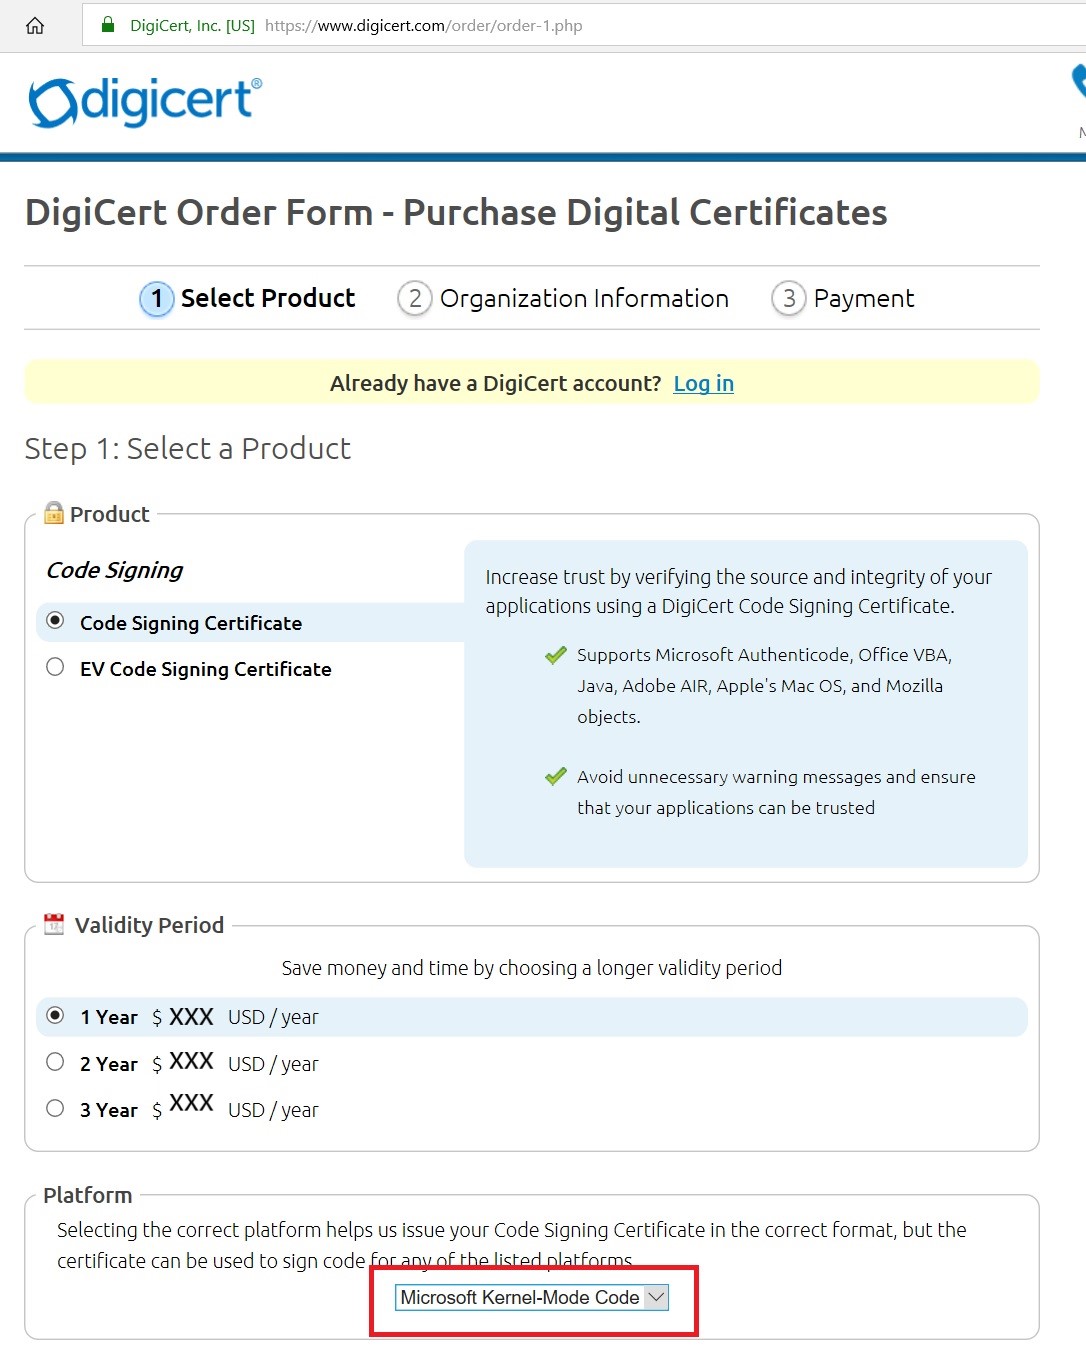 DigiCert, Inc. [US] https://www.digicert.com/order/order-1.php
digicert®
DigiCert Order Form - Purchase Digital Certificates
1 Select Product 2 Organization Information 3 Payment
Already have a DigiCert account? Log in
Step 1: Select a Product
Product
Code Signing
Code Signing Certificate
EV Code Signing Certificate
Increase trust by verifying the source and integrity of your
applications using a DigiCert Code Signing Certificate.
Supports Microsoft Authenticode, Office VBA,
Java, Adobe AIR, Apple's Mac OS, and Mozilla
objects.
Avoid unnecessary warning messages and ensure
that your applications can be trusted
Validity Period
Save money and time by choosing a longer validity period
1 Year $ XXX USD / year
2 Year $ XXX USD / year
3 Year $ XXX USD / year
Platform
Selecting the correct platform helps us issue your Code Signing Certificate in the correct format, but the
certificate can be used to sign code for any of the listed platforms.
Microsoft Kernel-Mode Code